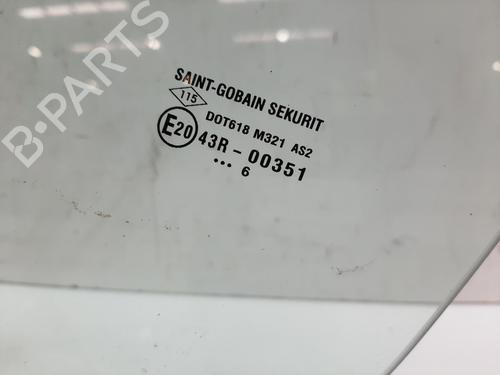 SAINT-GOBAIN SEKURIT
115
DOT618 M321 AS2
E20 43R - 00351
... 6
B-PARTS